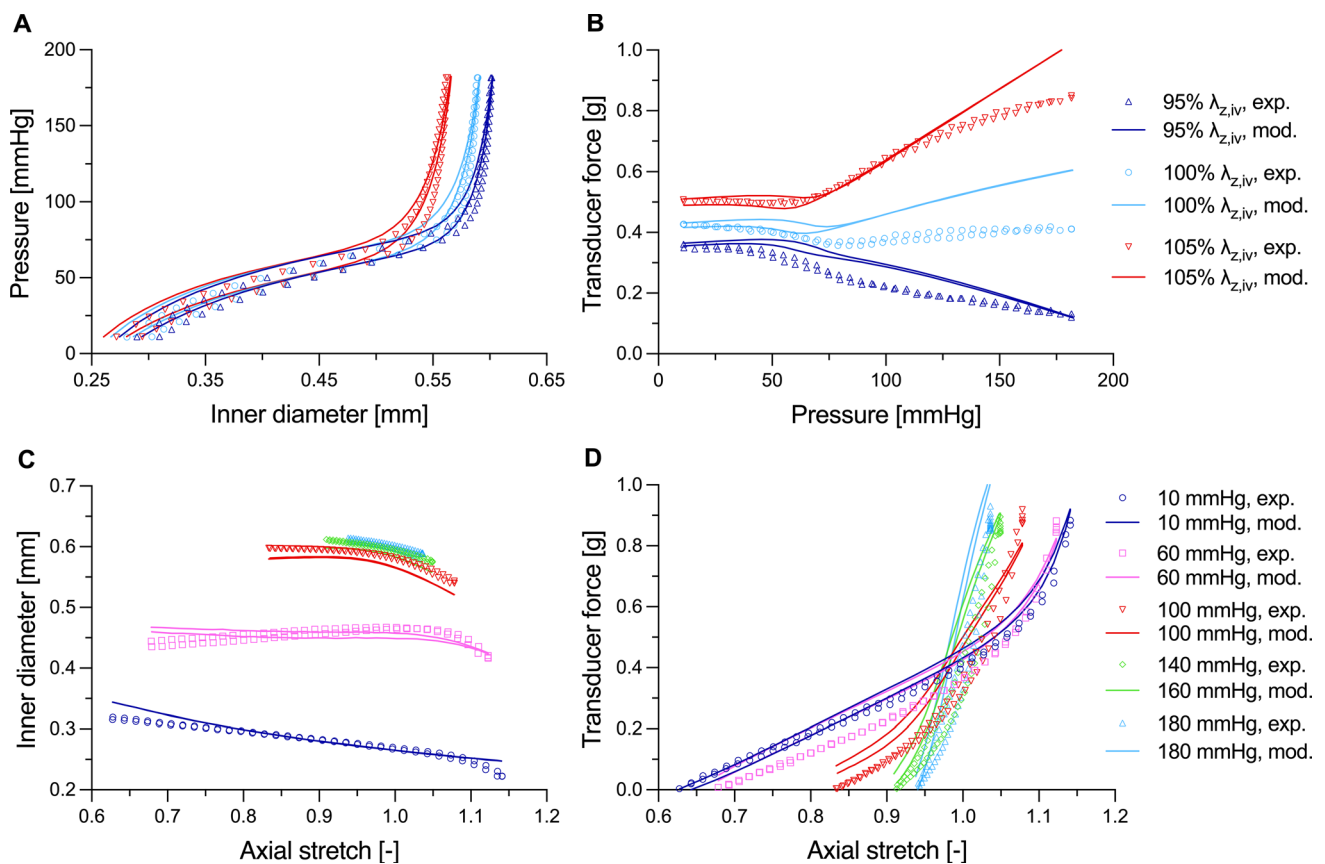 A
200
150
100
50
0
Pressure [mmHg]
0.25 0.35 0.45 0.55 0.65
Inner diameter [mm]
B
1.0
0.8
0.6
0.4
0.2
0.0
Transducer force [g]
0 50 100 150 200
Pressure [mmHg]
95% λz,iv, exp.
95% λz,iv, mod.
100% λz,iv, exp.
100% λz,iv, mod.
105% λz,iv, exp.
105% λz,iv, mod.
C
0.7
0.6
0.5
0.4
0.3
0.2
Inner diameter [mm]
0.6 0.7 0.8 0.9 1.0 1.1 1.2
Axial stretch [-]
D
1.0
0.8
0.6
0.4
0.2
0.0
Transducer force [g]
0.6 0.7 0.8 0.9 1.0 1.1 1.2
Axial stretch [-]
10 mmHg, exp.
10 mmHg, mod.
60 mmHg, exp.
60 mmHg, mod.
100 mmHg, exp.
100 mmHg, mod.
140 mmHg, exp.
160 mmHg, mod.
180 mmHg, exp.
180 mmHg, mod.